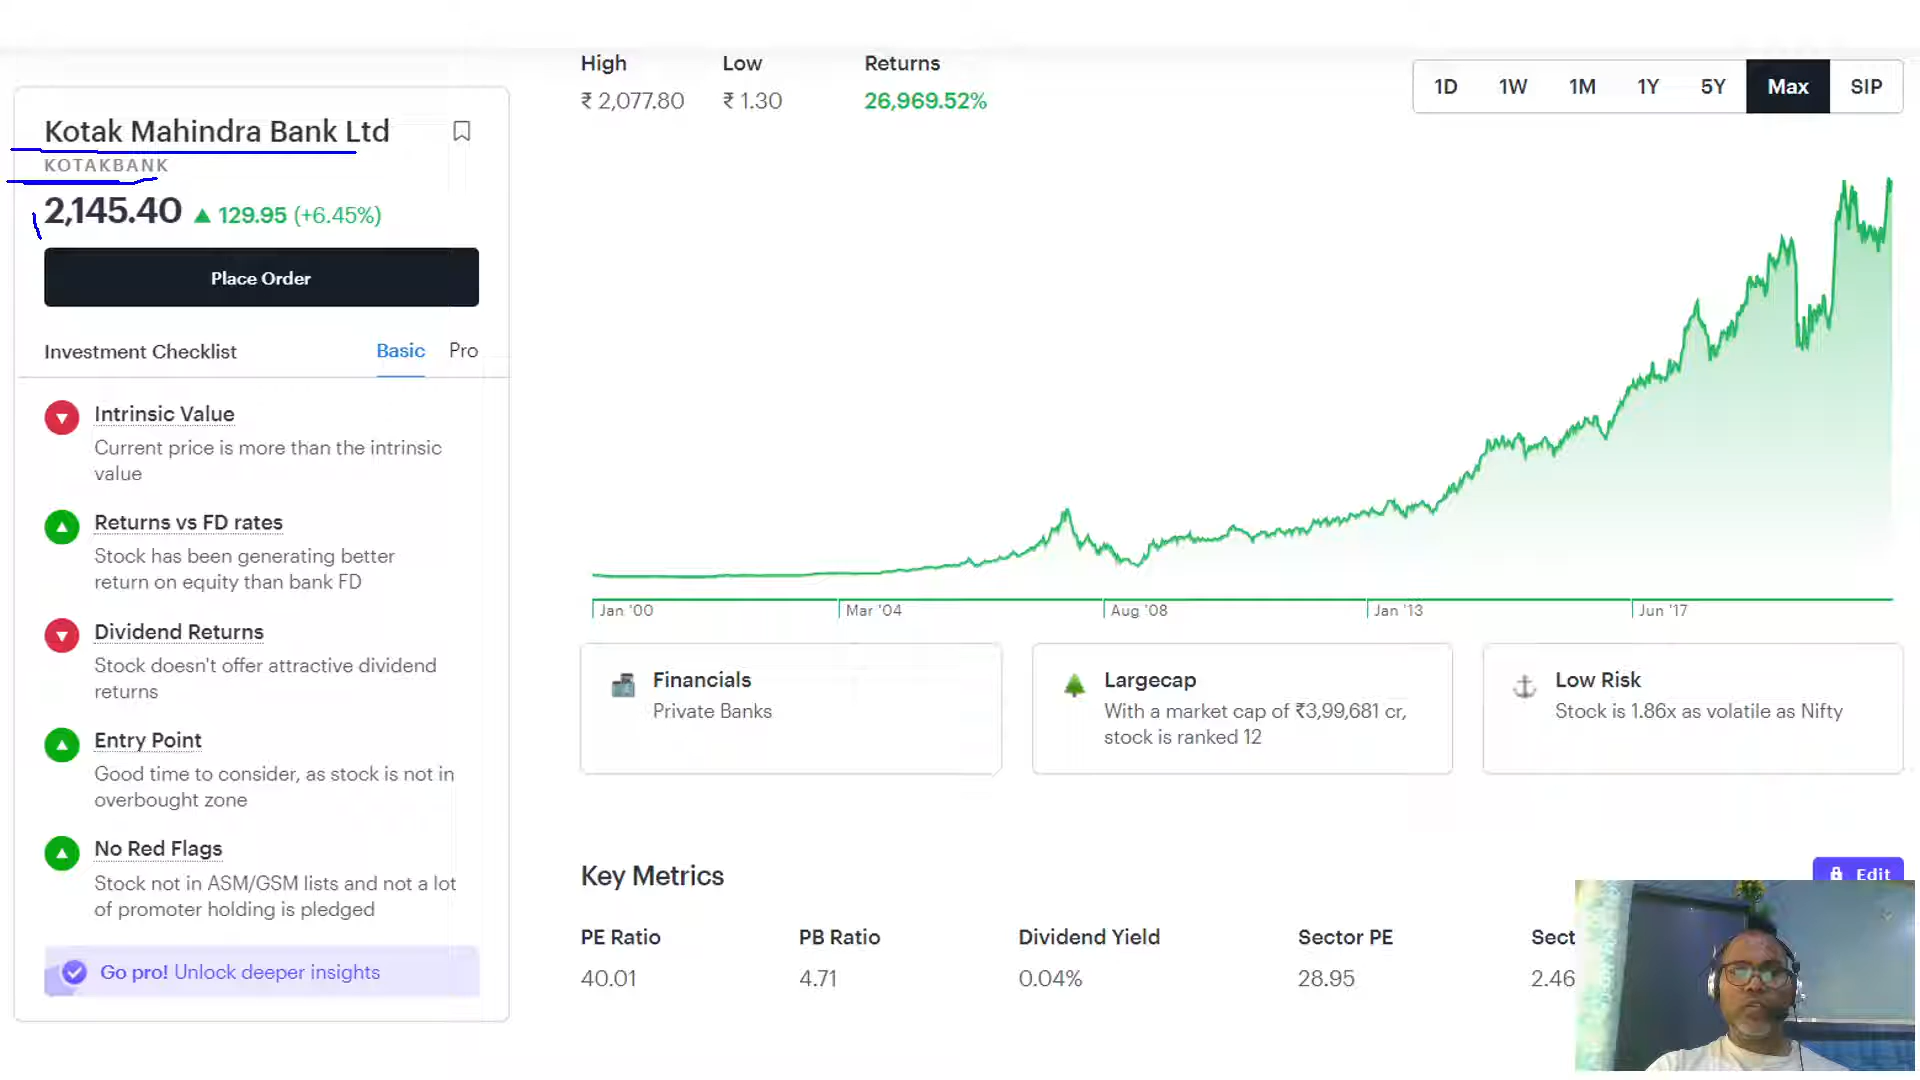 High Low Returns
₹ 2,077.80 ₹ 1.30 26,969.52%
1D 1W 1M 1Y 5Y Max SIP
Kotak Mahindra Bank Ltd
KOTAKBANK
2,145.40 ▲ 129.95 (+6.45%)
Place Order
Investment Checklist Basic Pro
Intrinsic Value
Current price is more than the intrinsic
value
Returns vs FD rates
Stock has been generating better
return on equity than bank FD
Dividend Returns
Stock doesn't offer attractive dividend
returns
Entry Point
Good time to consider, as stock is not in
overbought zone
No Red Flags
Stock not in ASM/GSM lists and not a lot
of promoter holding is pledged
Go pro! Unlock deeper insights
Jan '00 Mar '04 Aug '08 Jan '13 Jun '17
Financials
Private Banks
Largecap
With a market cap of ₹3,99,681 cr,
stock is ranked 12
Low Risk
Stock is 1.86x as volatile as Nifty
Key Metrics
Edit
PE Ratio PB Ratio Dividend Yield Sector PE Sect
40.01 4.71 0.04% 28.95 2.46